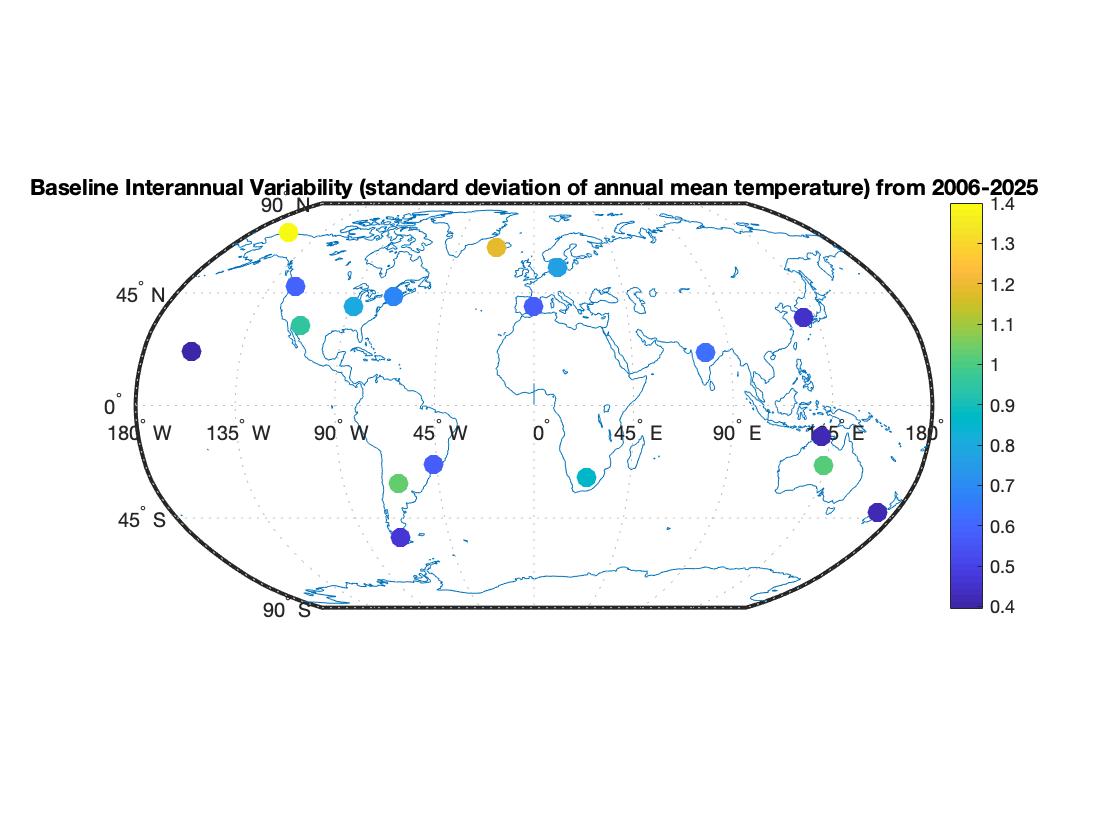 Baseline Interannual Variability (standard deviation of annual mean temperature) from 2006-2025
90° N
45° N
0°
180° W 135° W 90° W 45° W 0° 45° E 90° E 135° E 180°
45° S
90° S
1.4
1.3
1.2
1.1
1
0.9
0.8
0.7
0.6
0.5
0.4